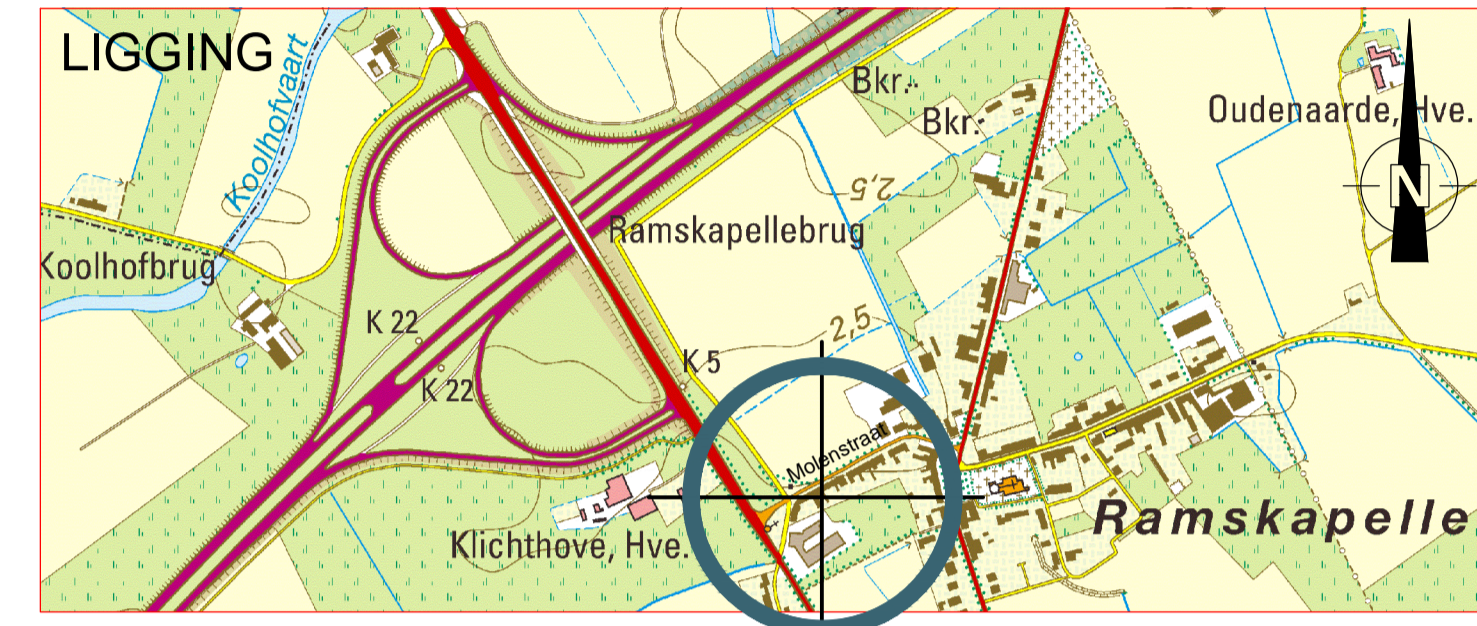 LIGGING
Koolhofvaart
Bkr.
Bkr.
Oudenaarde, Hve.
N
2,5
Ramskapellebrug
Koolhofbrug
K 22
2,5
K 5
K 22
Molenstraat
Ramskapelle
Klichthove, Hve.